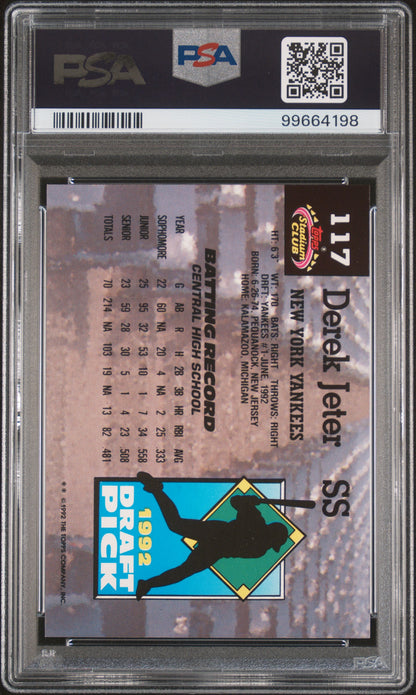 PSA
PSA
99664198
117
Topps
Stadium
CLUB
Derek Jeter SS
NEW YORK YANKEES
HT: 6'3" WT: 170 BATS: RIGHT THROWS: RIGHT
DRFT: YANKEES #1-JUNE, 1992
BORN: 6-26-74, PEQUANNOCK, NEW JERSEY
HOME: KALAMAZOO, MICHIGAN
BATTING RECORD
CENTRAL HIGH SCHOOL
YEAR G AB R H 2B 3B HR RBI AVG
SOPHOMORE 22 60 NA 20 4 NA 2 25 .333
JUNIOR 25 95 32 53 10 1 7 34 .558
SENIOR 23 59 28 30 5 1 4 23 .508
TOTALS 70 214 NA 103 19 NA 13 82 .481
1992
DRAFT
PICK
** © 1992 THE TOPPS COMPANY, INC.
PSA